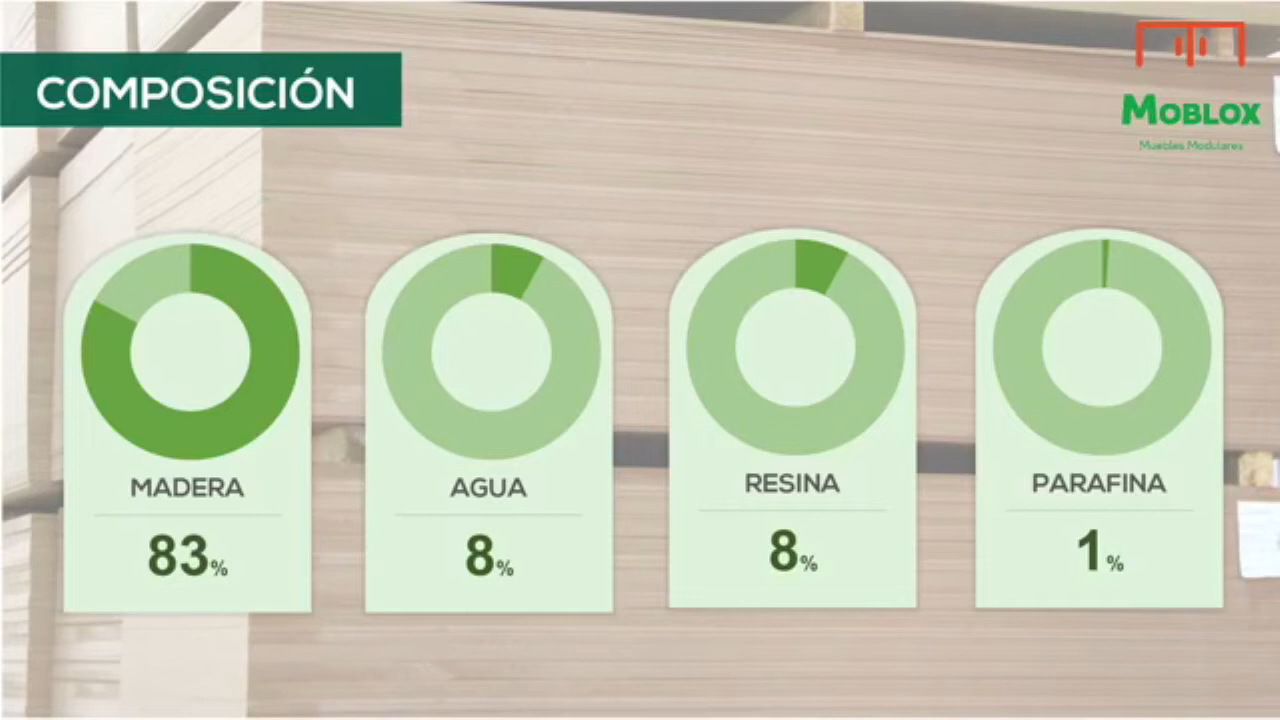 COMPOSICIÓN
MOBLOX
Muebles Modulares
MADERA
83%
AGUA
8%
RESINA
8%
PARAFINA
1%